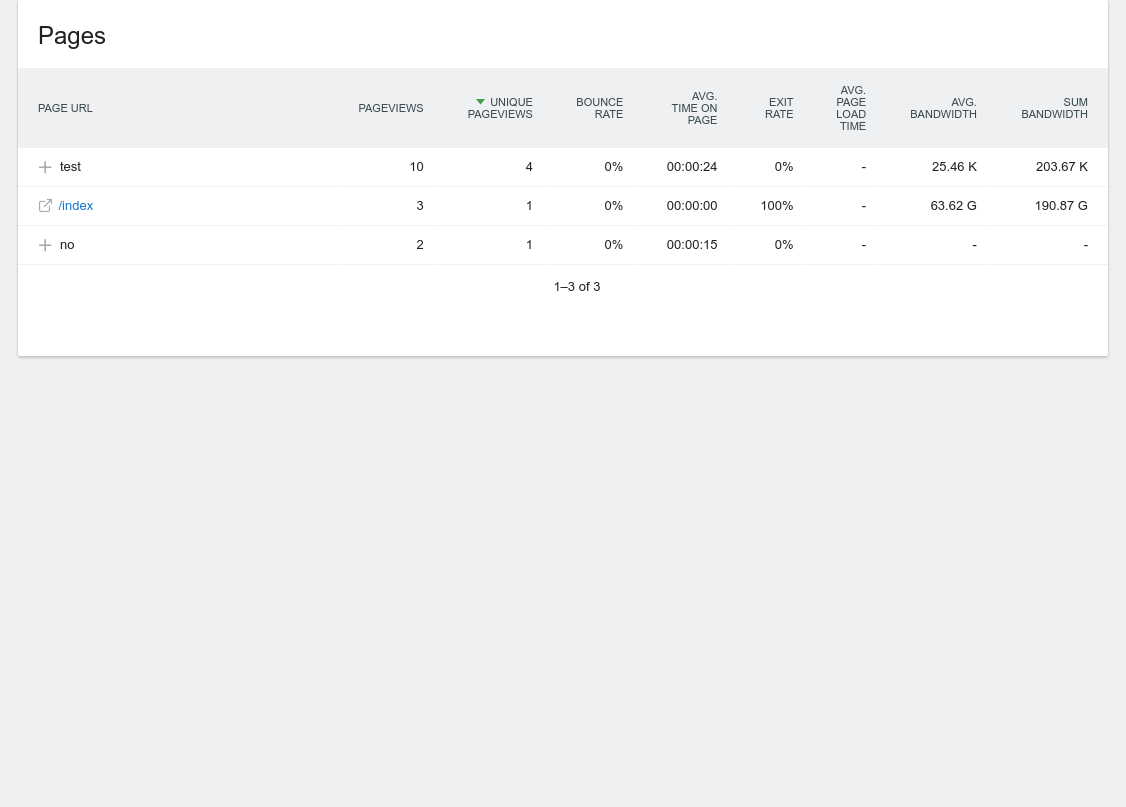 Pages
PAGE URL PAGEVIEWS UNIQUE PAGEVIEWS BOUNCE RATE AVG. TIME ON PAGE EXIT RATE AVG. PAGE LOAD TIME AVG. BANDWIDTH SUM BANDWIDTH
test 10 4 0% 00:00:24 0% - 25.46 K 203.67 K
/index 3 1 0% 00:00:00 100% - 63.62 G 190.87 G
no 2 1 0% 00:00:15 0% - - -
1–3 of 3